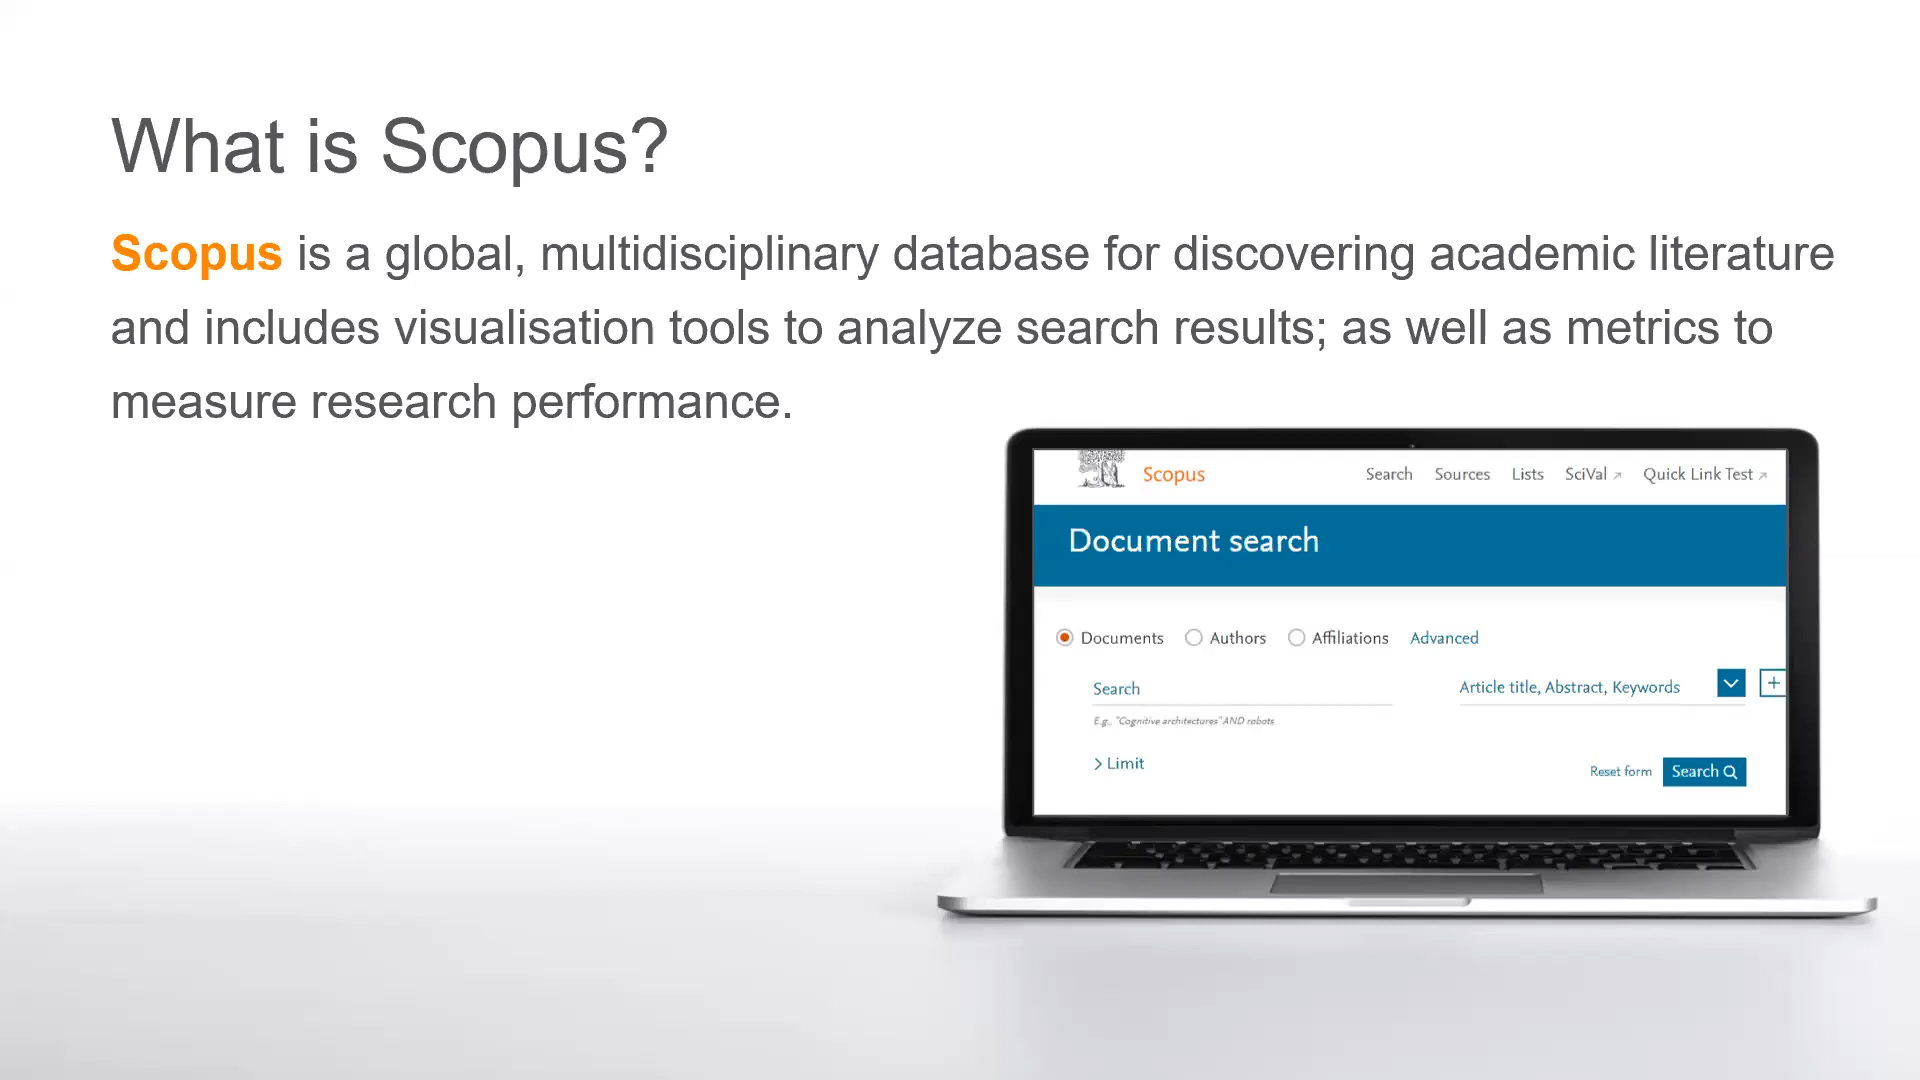 What is Scopus?
Scopus is a global, multidisciplinary database for discovering academic literature
and includes visualisation tools to analyze search results; as well as metrics to
measure research performance.
Scopus Search Sources Lists SciVal Quick Link Test
Document search
Documents Authors Affiliations Advanced
Search Article title, Abstract, Keywords
E.g., "Cognitive architectures" AND robots
Limit
Reset form Search